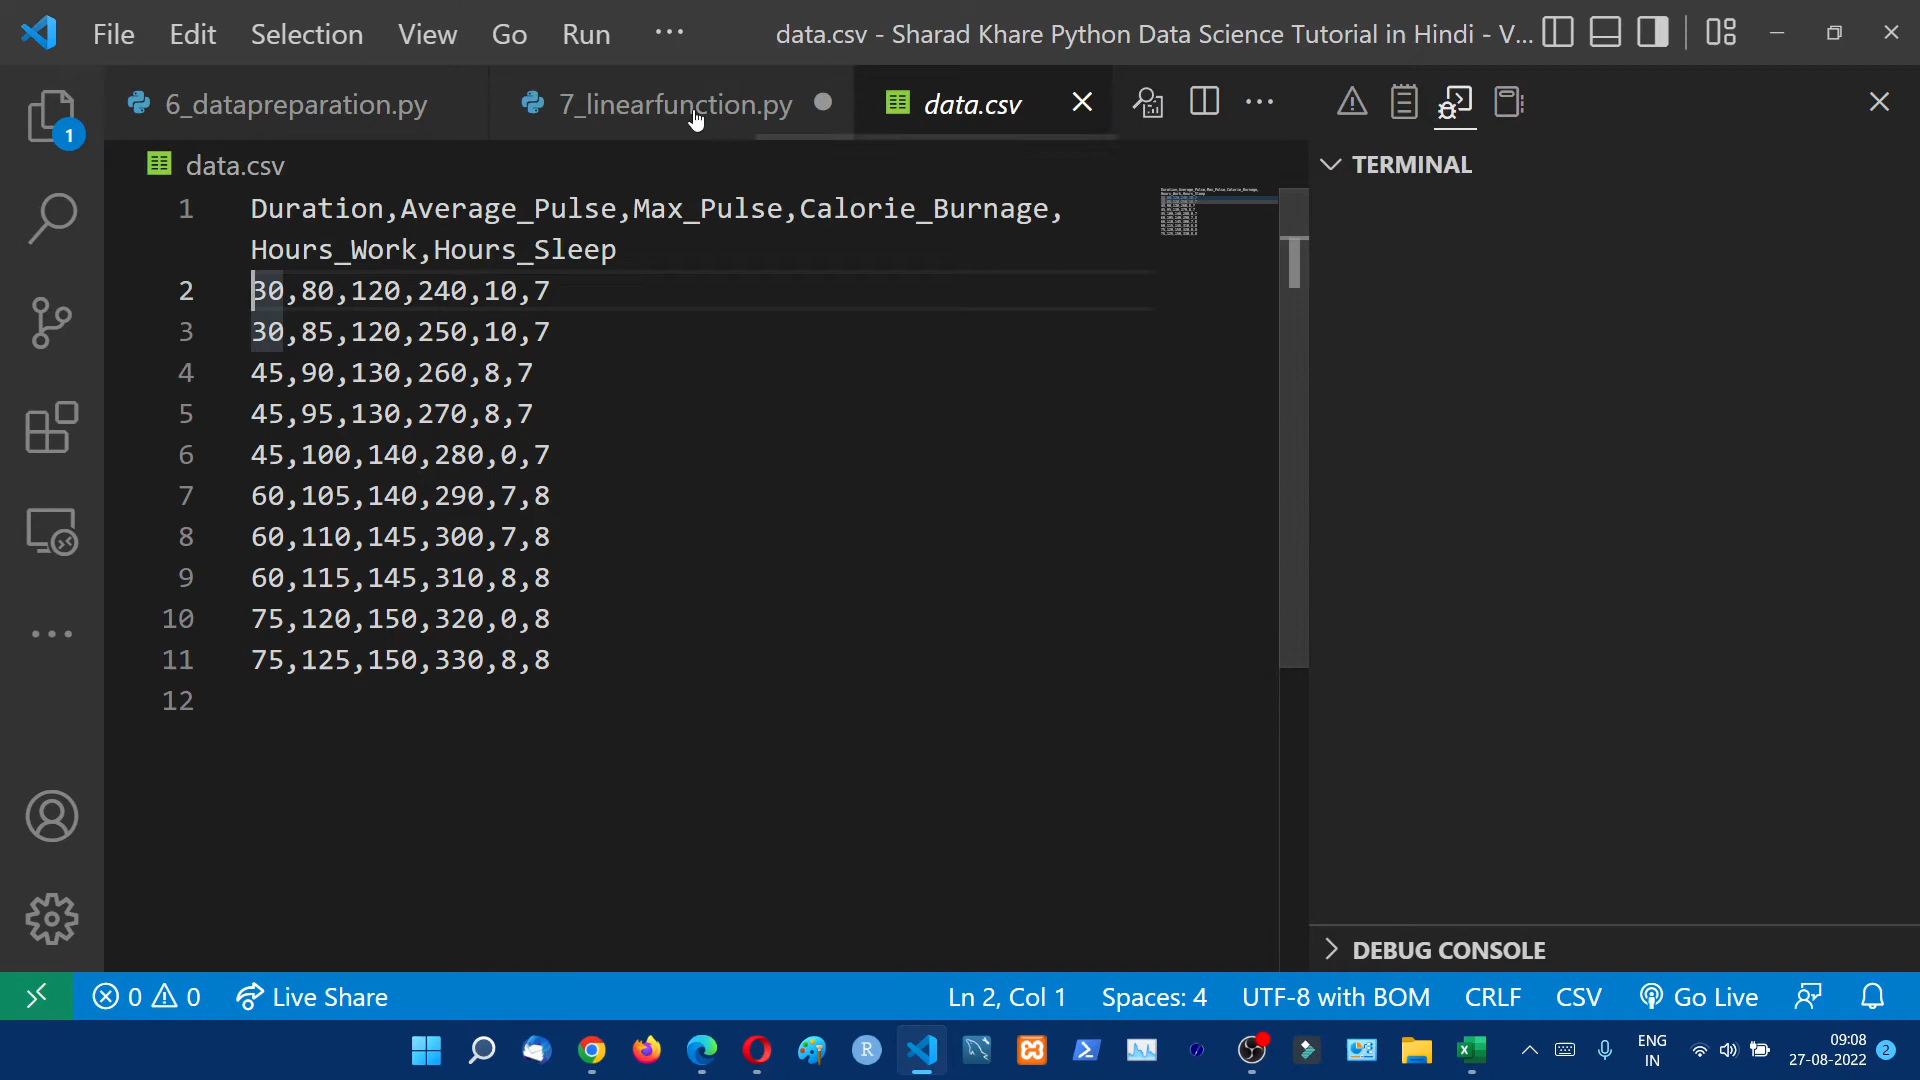 File Edit Selection View Go Run ··· data.csv - Sharad Khare Python Data Science Tutorial in Hindi - V...
6_datapreparation.py 7_linearfunction.py data.csv
1
data.csv
TERMINAL
1 Duration,Average_Pulse,Max_Pulse,Calorie_Burnage,
Hours_Work,Hours_Sleep
2 30,80,120,240,10,7
3 30,85,120,250,10,7
4 45,90,130,260,8,7
5 45,95,130,270,8,7
6 45,100,140,280,0,7
7 60,105,140,290,7,8
8 60,110,145,300,7,8
9 60,115,145,310,8,8
10 75,120,150,320,0,8
11 75,125,150,330,8,8
12
DEBUG CONSOLE
0 0 Live Share Ln 2, Col 1 Spaces: 4 UTF-8 with BOM CRLF CSV Go Live
R
ENG
IN
09:08
27-08-2022
2